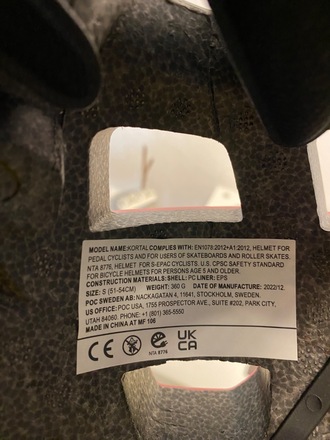 MODEL NAME:KORTAL COMPLIES WITH: EN1078:2012+A1:2012, HELMET FOR
PEDAL CYCLISTS AND FOR USERS OF SKATEBOARDS AND ROLLER SKATES.
NTA 8776, HELMET FOR S-EPAC CYCLISTS. U.S. CPSC SAFETY STANDARD
FOR BICYCLE HELMETS FOR PERSONS AGE 5 AND OLDER.
CONSTRUCTION MATERIALS: SHELL: PC LINER: EPS
SIZE: S (51-54CM) WEIGHT: 360 G DATE OF MANUFACTURE: 2022/12.
POC SWEDEN AB: NACKAGATAN 4, 11641, STOCKHOLM, SWEDEN.
US OFFICE: POC USA, 1755 PROSPECTOR AVE., SUITE #202, PARK CITY,
UTAH 84060. PHONE: +1 (801) 365-5550
MADE IN CHINA AT MF 106
CE NTA 8776 UK CA